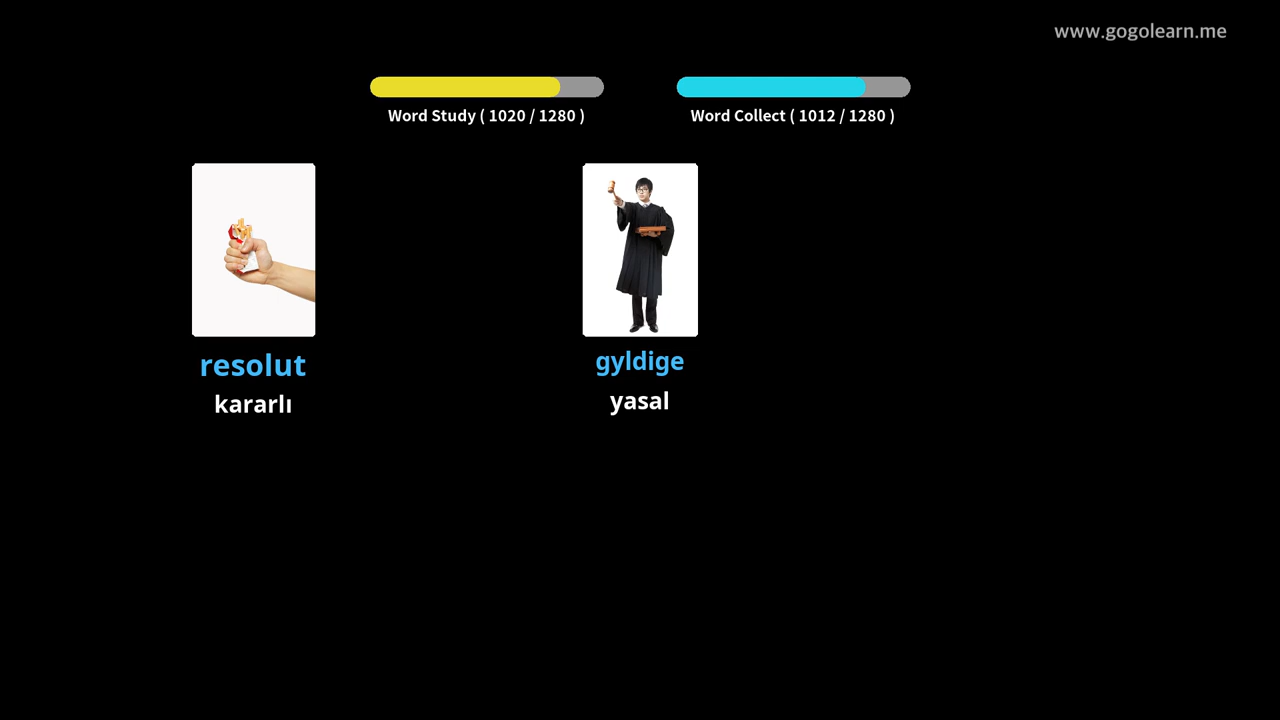 www.gogolearn.me
Word Study ( 1020 / 1280 )
Word Collect ( 1012 / 1280 )
resolut
kararlı
gyldige
yasal